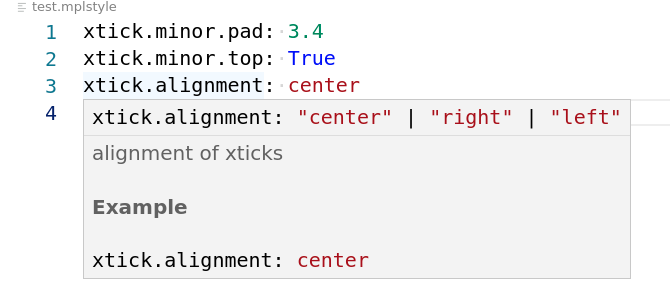 test.mplstyle
1 xtick.minor.pad: 3.4
2 xtick.minor.top: True
3 xtick.alignment: center
4
xtick.alignment: "center" | "right" | "left"
alignment of xticks
Example
xtick.alignment: center